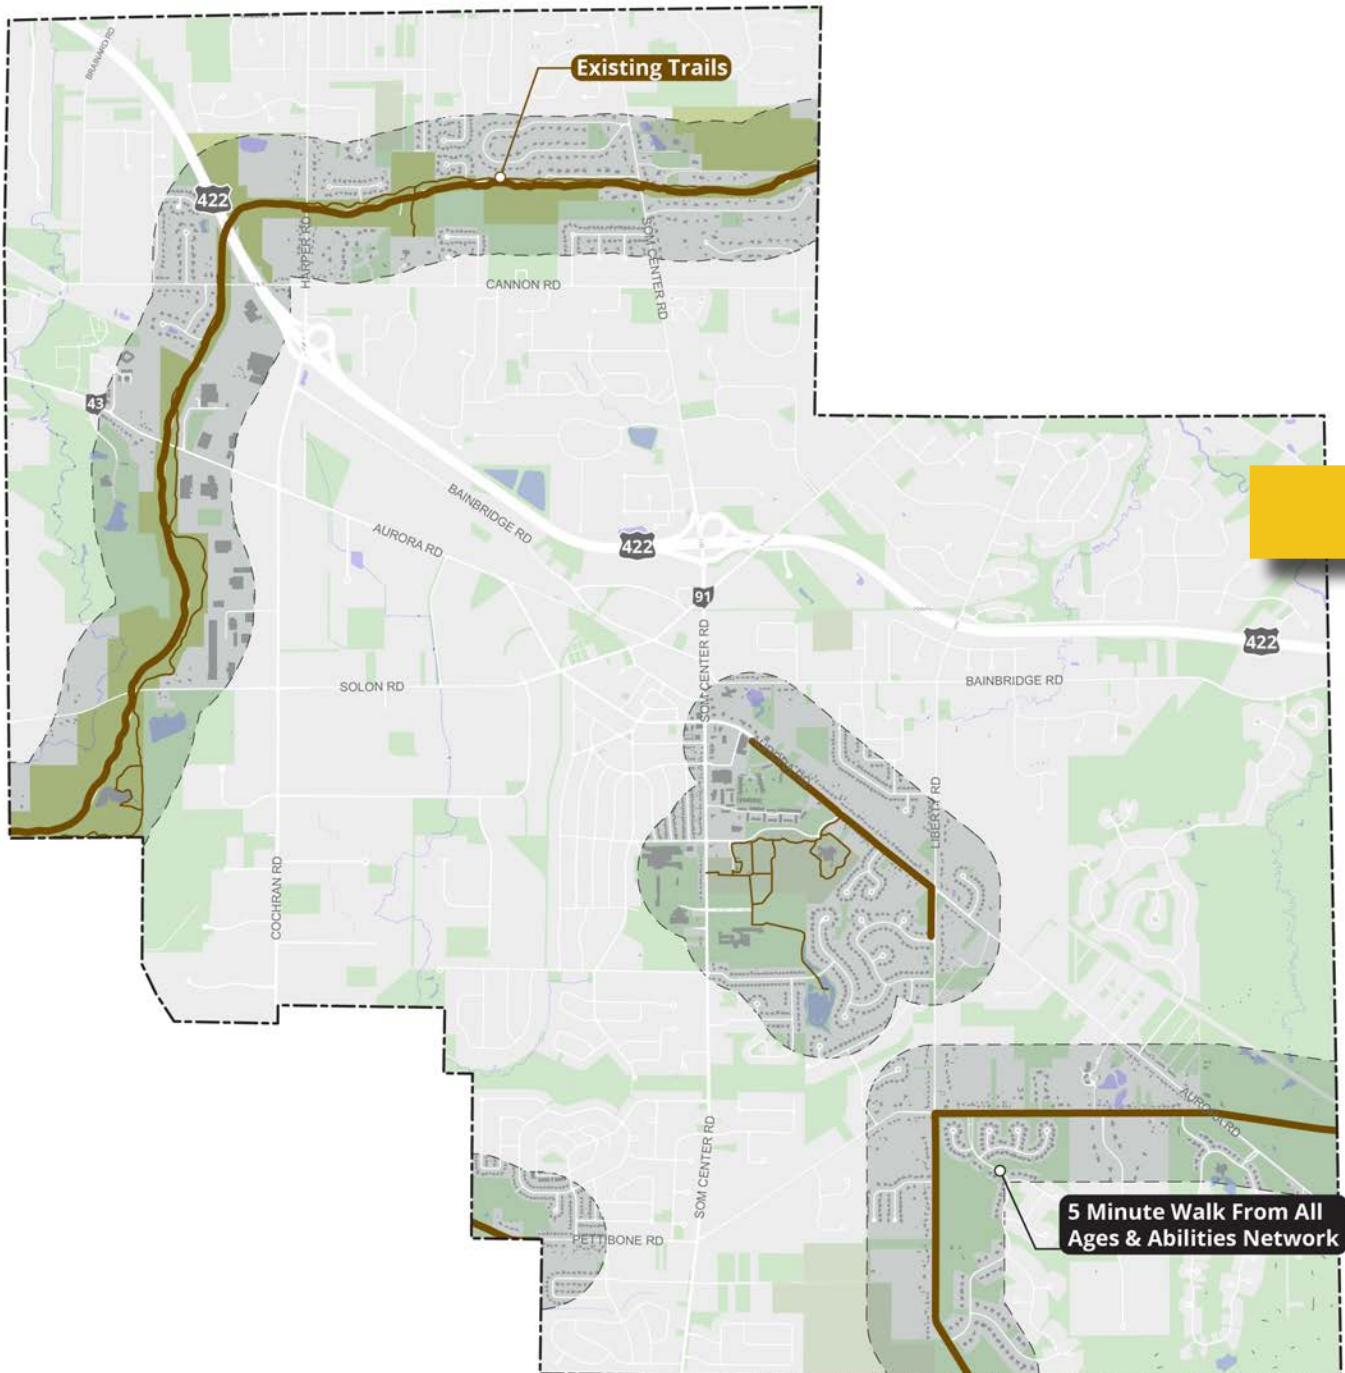 BRAINARD RD
Existing Trails
422
HARPER RD
SOM CENTER RD
CANNON RD
43
BAINBRIDGE RD
AURORA RD
422
91
SOM CENTER RD
422
SOLON RD
BAINBRIDGE RD
AURORA RD
LIBERTY RD
COCHRAN RD
AURORA RD
SOM CENTER RD
5 Minute Walk From All
Ages & Abilities Network
PETTIBONE RD